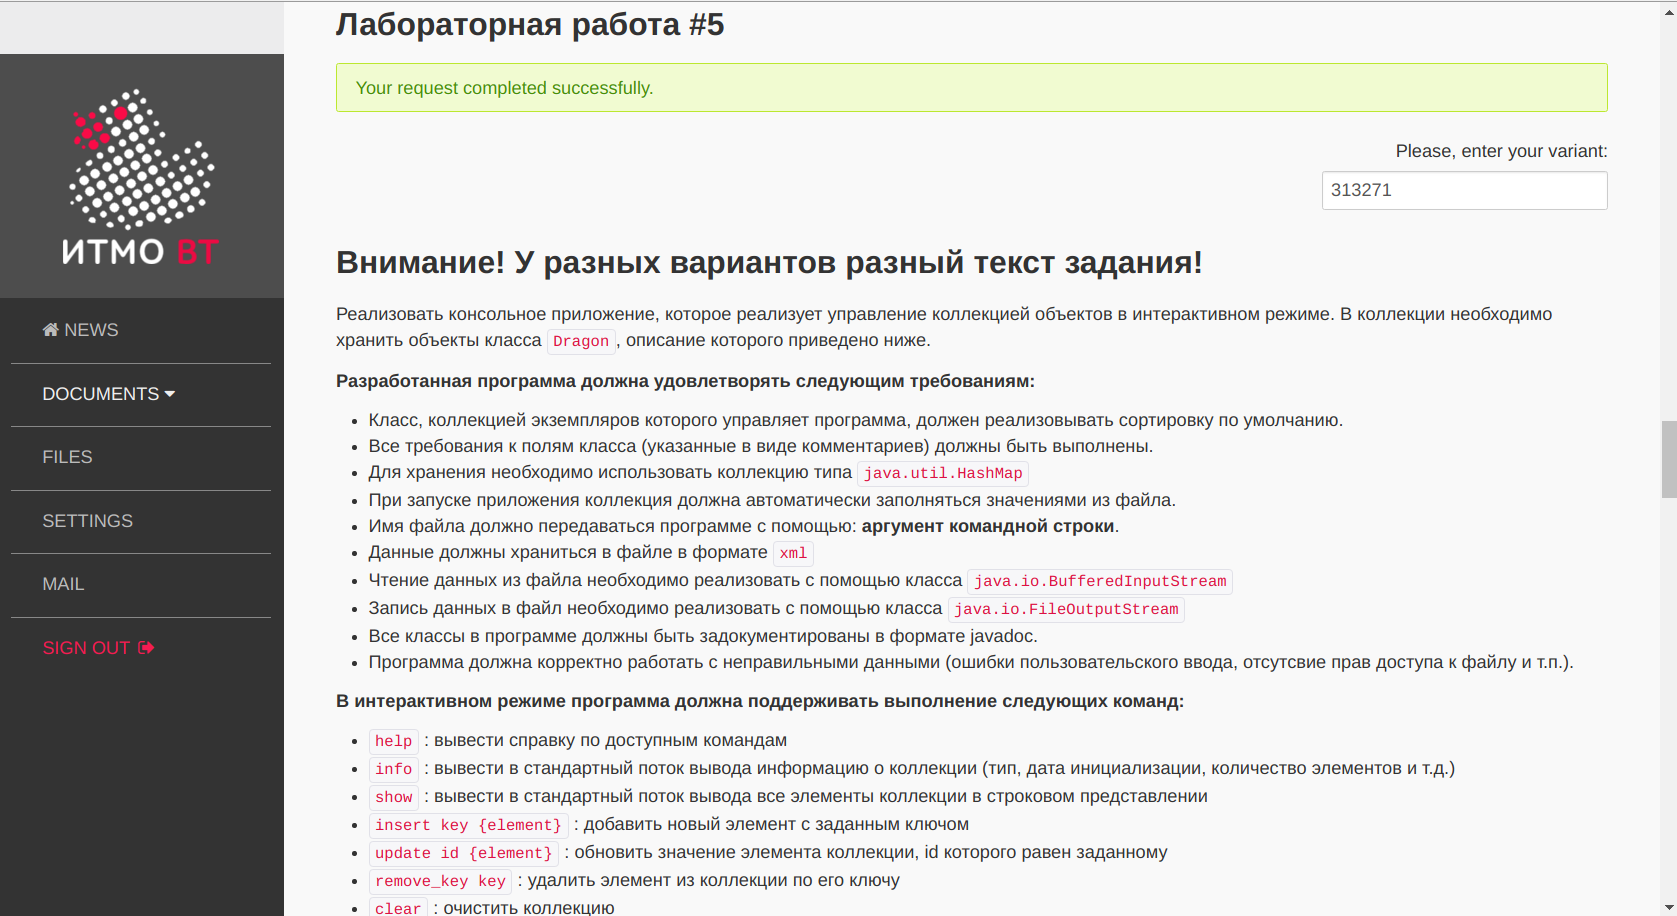 Лабораторная работа #5
Your request completed successfully.
Please, enter your variant:
313271
ИТМО ВТ
NEWS
DOCUMENTS
FILES
SETTINGS
MAIL
SIGN OUT
Внимание! У разных вариантов разный текст задания!
Реализовать консольное приложение, которое реализует управление коллекцией объектов в интерактивном режиме. В коллекции необходимо
хранить объекты класса Dragon, описание которого приведено ниже.
Разработанная программа должна удовлетворять следующим требованиям:
Класс, коллекцией экземпляров которого управляет программа, должен реализовывать сортировку по умолчанию.
Все требования к полям класса (указанные в виде комментариев) должны быть выполнены.
Для хранения необходимо использовать коллекцию типа java.util.HashMap
При запуске приложения коллекция должна автоматически заполняться значениями из файла.
Имя файла должно передаваться программе с помощью: аргумент командной строки.
Данные должны храниться в файле в формате xml
Чтение данных из файла необходимо реализовать с помощью класса java.io.BufferedInputStream
Запись данных в файл необходимо реализовать с помощью класса java.io.FileOutputStream
Все классы в программе должны быть задокументированы в формате javadoc.
Программа должна корректно работать с неправильными данными (ошибки пользовательского ввода, отсутсвие прав доступа к файлу и т.п.).
В интерактивном режиме программа должна поддерживать выполнение следующих команд:
help : вывести справку по доступным командам
info : вывести в стандартный поток вывода информацию о коллекции (тип, дата инициализации, количество элементов и т.д.)
show : вывести в стандартный поток вывода все элементы коллекции в строковом представлении
insert key {element} : добавить новый элемент с заданным ключом
update id {element} : обновить значение элемента коллекции, id которого равен заданному
remove_key key : удалить элемент из коллекции по его ключу
clear : очистить коллекцию